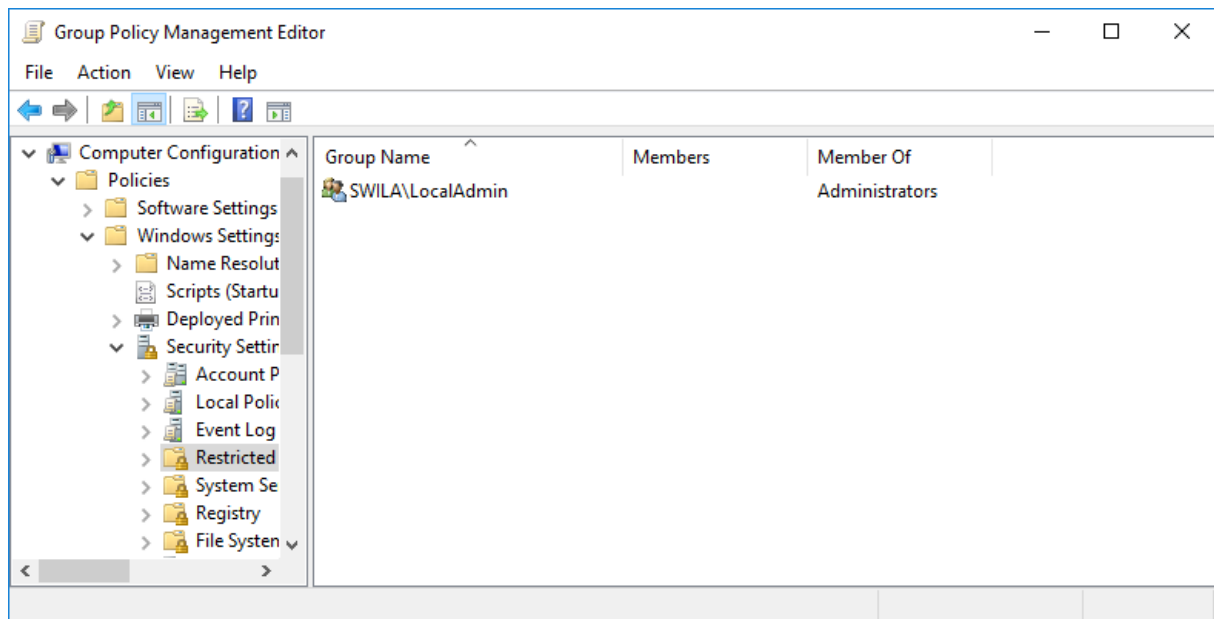 Group Policy Management Editor
File Action View Help
Computer Configuration
Policies
Software Settings
Windows Settings
Name Resolut
Scripts (Startu
Deployed Prin
Security Settin
Account P
Local Polic
Event Log
Restricted
System Se
Registry
File System
Group Name Members Member Of
SWILA\LocalAdmin Administrators